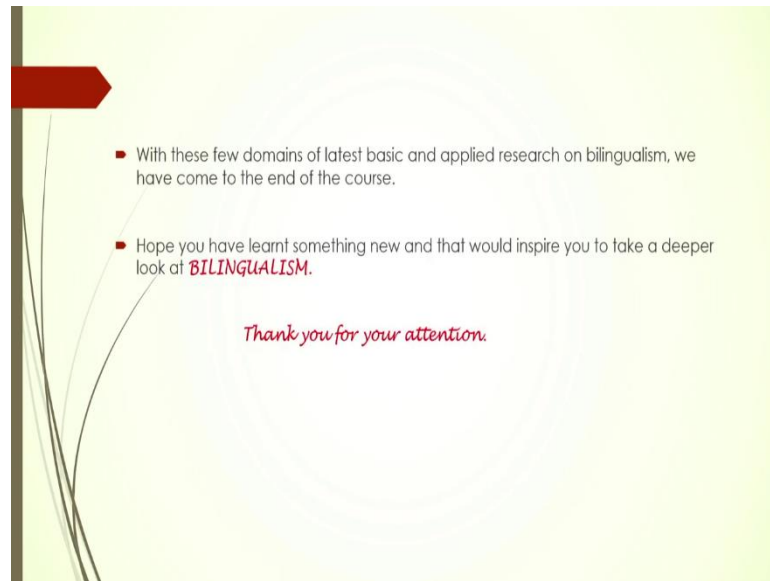 With these few domains of latest basic and applied research on bilingualism, we
have come to the end of the course.
Hope you have learnt something new and that would inspire you to take a deeper
look at BILINGUALISM.
Thank you for your attention.